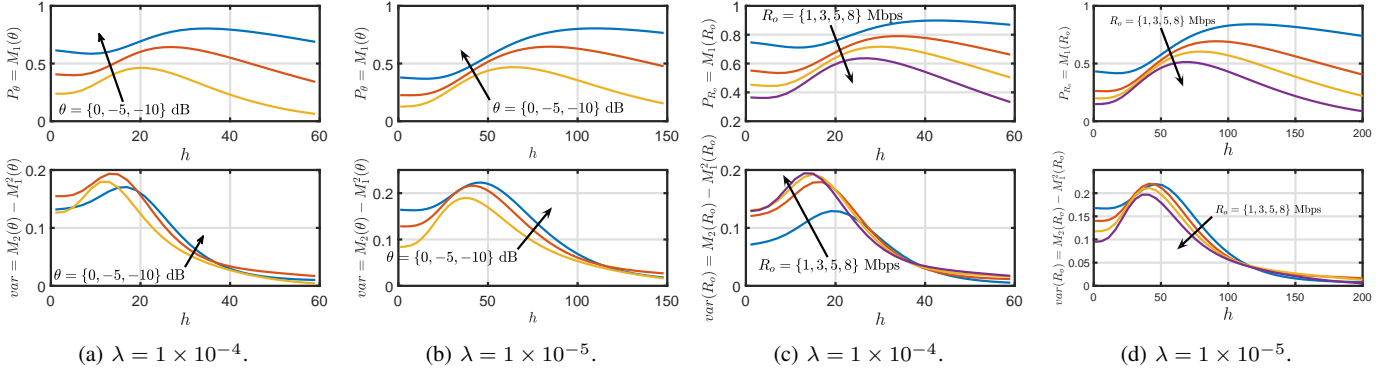 P_θ = M_1(θ)
1
0.5
0
0 20 40 60
h
θ = {0, −5, −10} dB
var = M_2(θ) − M_1^2(θ)
0.2
0.1
0
0 20 40 60
h
θ = {0, −5, −10} dB
(a) λ = 1 × 10^{−4}.
P_θ = M_1(θ)
1
0.5
0
0 50 100 150
h
θ = {0, −5, −10} dB
var = M_2(θ) − M_1^2(θ)
0.2
0.1
0
0 50 100 150
h
θ = {0, −5, −10} dB
(b) λ = 1 × 10^{−5}.
P_{R_o} = M_1(R_o)
1
0.8
0.6
0.4
0.2
0 20 40 60
h
R_o = {1, 3, 5, 8} Mbps
var(R_o) = M_2(R_o) − M_1^2(R_o)
0.2
0.1
0
0 20 40 60
h
R_o = {1, 3, 5, 8} Mbps
(c) λ = 1 × 10^{−4}.
P_{R_o} = M_1(R_o)
1
0.5
0
0 50 100 150 200
h
R_o = {1, 3, 5, 8} Mbps
var(R_o) = M_2(R_o) − M_1^2(R_o)
0.2
0.15
0.1
0.05
0
0 50 100 150 200
h
R_o = {1, 3, 5, 8} Mbps
(d) λ = 1 × 10^{−5}.